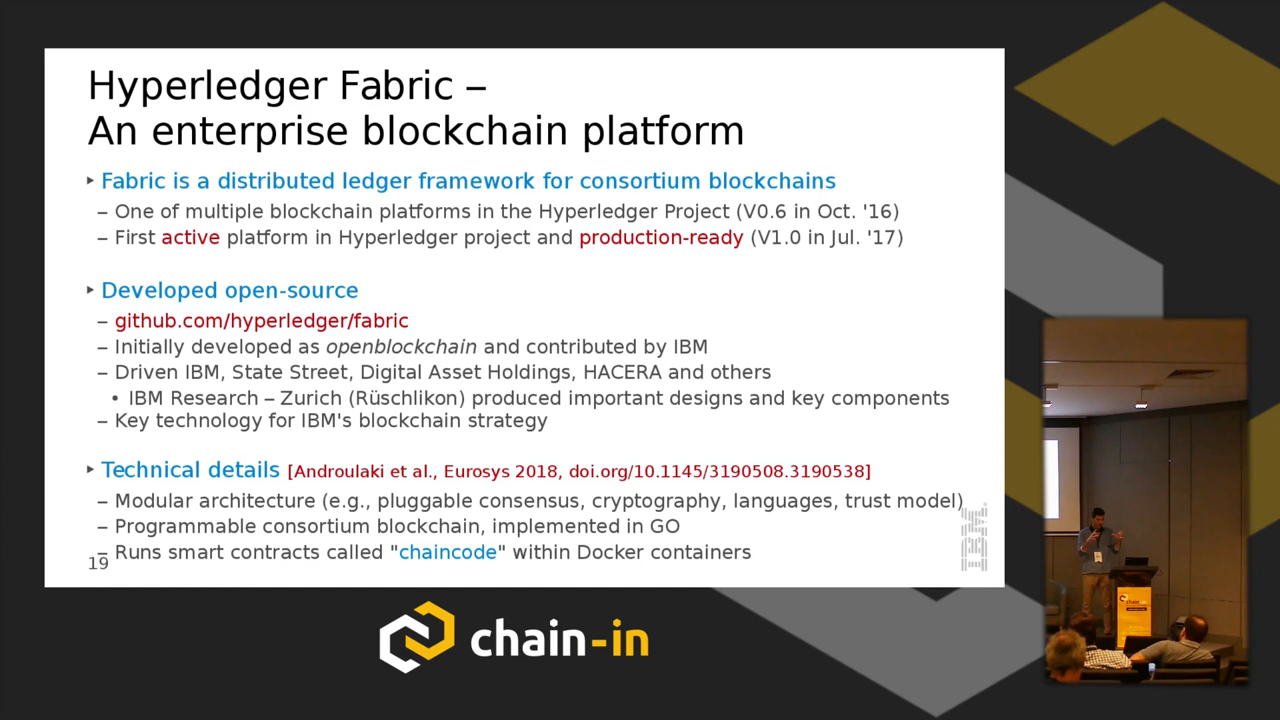 Hyperledger Fabric –
An enterprise blockchain platform
‣ Fabric is a distributed ledger framework for consortium blockchains
– One of multiple blockchain platforms in the Hyperledger Project (V0.6 in Oct. '16)
– First active platform in Hyperledger project and production-ready (V1.0 in Jul. '17)
‣ Developed open-source
– github.com/hyperledger/fabric
– Initially developed as openblockchain and contributed by IBM
– Driven IBM, State Street, Digital Asset Holdings, HACERA and others
• IBM Research – Zurich (Rüschlikon) produced important designs and key components
– Key technology for IBM's blockchain strategy
‣ Technical details [Androulaki et al., Eurosys 2018, doi.org/10.1145/3190508.3190538]
– Modular architecture (e.g., pluggable consensus, cryptography, languages, trust model)
– Programmable consortium blockchain, implemented in GO
– Runs smart contracts called "chaincode" within Docker containers
19
IBM
chain-in
chain-in